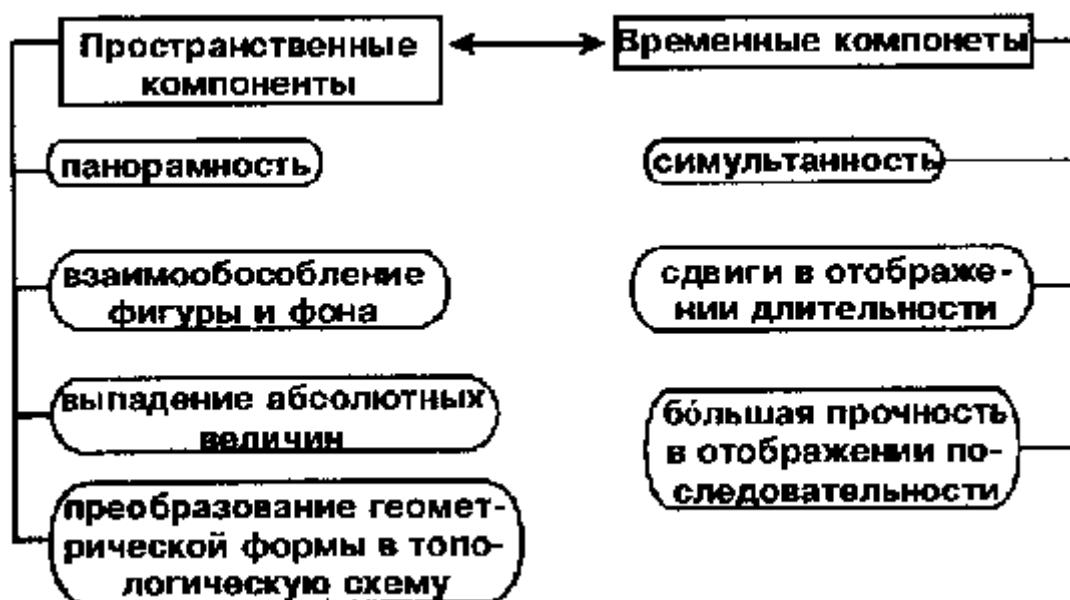 Пространственные
компоненты
Временные компонеты
панорамность
симультанность
взаимообособление
фигуры и фона
сдвиги в отображе-
нии длительности
выпадение абсолютных
величин
бо́льшая прочность
в отображении по-
следовательности
преобразование геомет-
рической формы в топо-
логическую схему